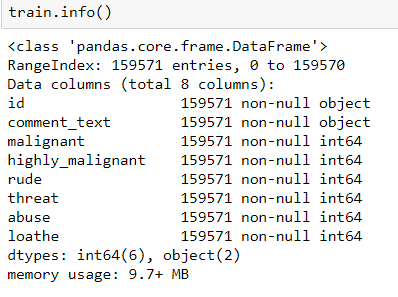 train.info()
<class 'pandas.core.frame.DataFrame'>
RangeIndex: 159571 entries, 0 to 159570
Data columns (total 8 columns):
id                  159571 non-null object
comment_text        159571 non-null object
malignant           159571 non-null int64
highly_malignant    159571 non-null int64
rude                159571 non-null int64
threat              159571 non-null int64
abuse               159571 non-null int64
loathe              159571 non-null int64
dtypes: int64(6), object(2)
memory usage: 9.7+ MB